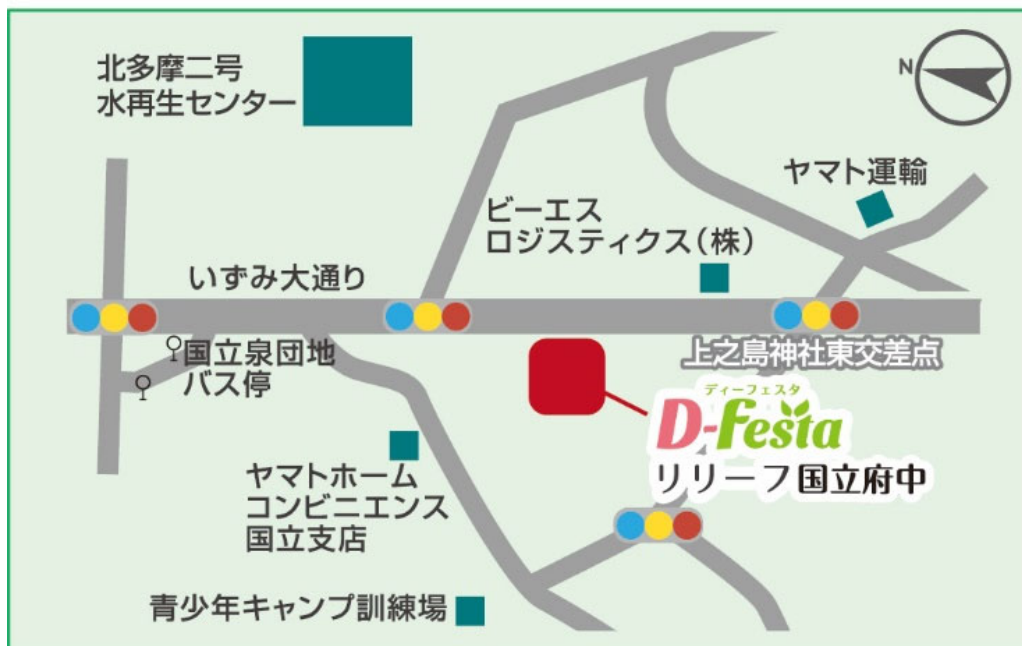 北多摩二号
水再生センター
N
ヤマト運輸
ビーエス
ロジスティクス(株)
いずみ大通り
国立泉団地
バス停
上之島神社東交差点
ディーフェスタ
D-Festa
リリーフ国立府中
ヤマトホーム
コンビニエンス
国立支店
青少年キャンプ訓練場